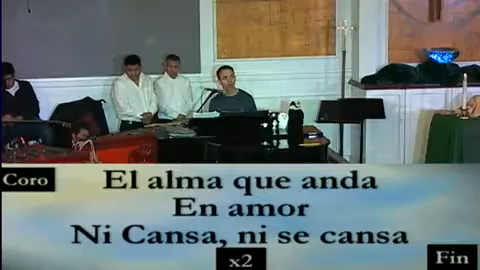 Coro
El alma que anda
En amor
Ni Cansa, ni se cansa
x2
Fin